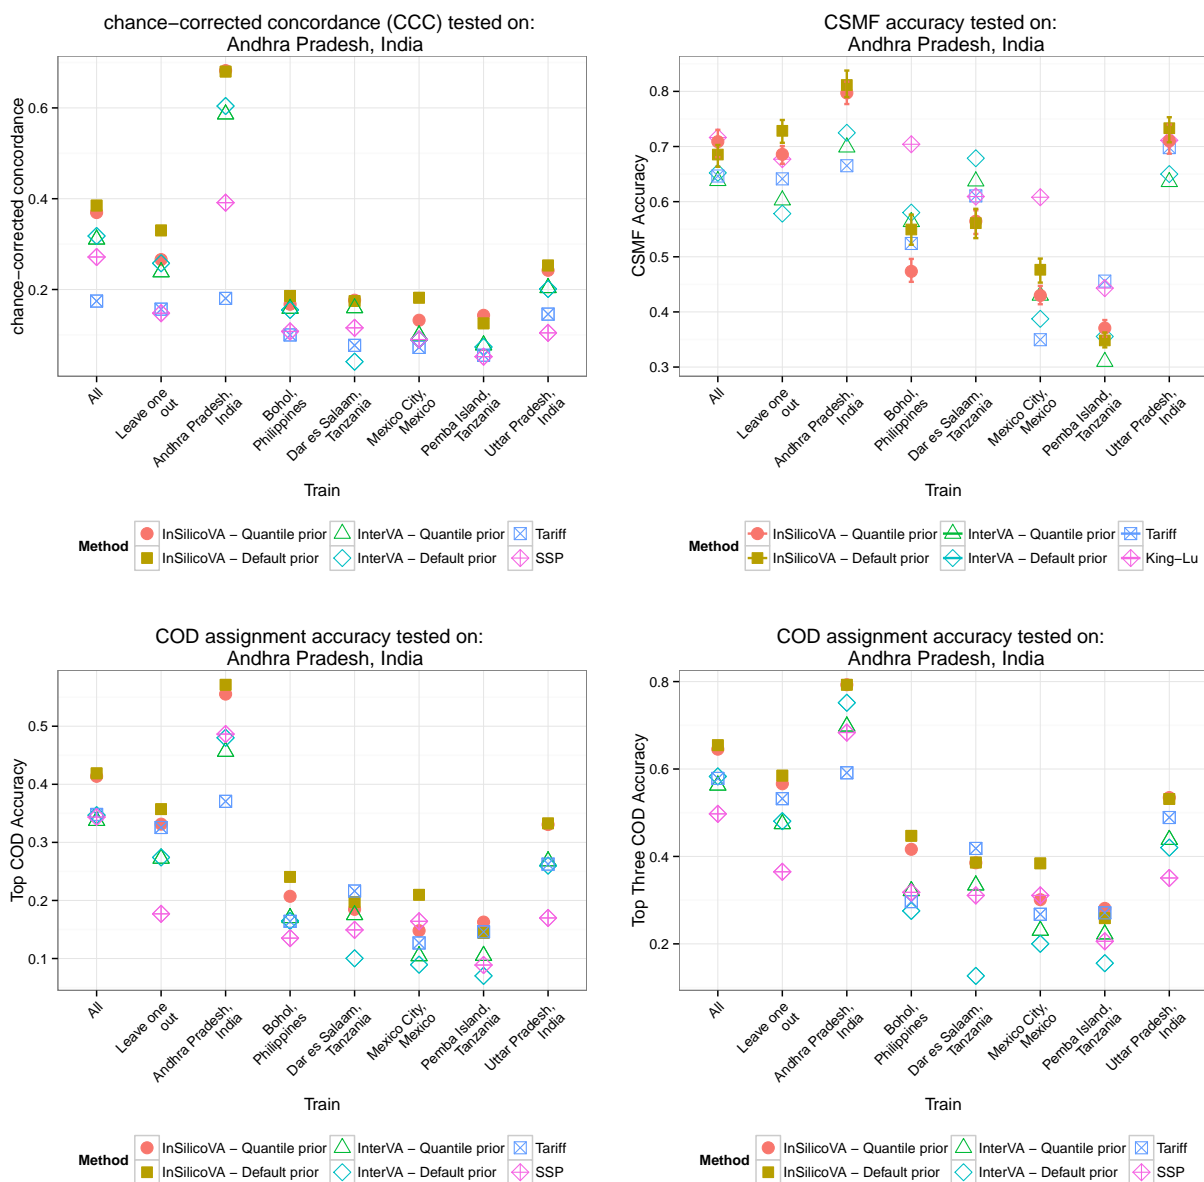 chance−corrected concordance (CCC) tested on:
Andhra Pradesh, India
chance−corrected concordance
0.6
0.4
0.2
All
Leave one
out
Andhra Pradesh,
India
Bohol,
Philippines
Dar es Salaam,
Tanzania
Mexico City,
Mexico
Pemba Island,
Tanzania
Uttar Pradesh,
India
Train
Method
InSilicoVA − Quantile prior
InterVA − Quantile prior
Tariff
InSilicoVA − Default prior
InterVA − Default prior
SSP
CSMF accuracy tested on:
Andhra Pradesh, India
CSMF Accuracy
0.8
0.7
0.6
0.5
0.4
0.3
All
Leave one
out
Andhra Pradesh,
India
Bohol,
Philippines
Dar es Salaam,
Tanzania
Mexico City,
Mexico
Pemba Island,
Tanzania
Uttar Pradesh,
India
Train
Method
InSilicoVA − Quantile prior
InterVA − Quantile prior
Tariff
InSilicoVA − Default prior
InterVA − Default prior
King−Lu
COD assignment accuracy tested on:
Andhra Pradesh, India
Top COD Accuracy
0.5
0.4
0.3
0.2
0.1
All
Leave one
out
Andhra Pradesh,
India
Bohol,
Philippines
Dar es Salaam,
Tanzania
Mexico City,
Mexico
Pemba Island,
Tanzania
Uttar Pradesh,
India
Train
Method
InSilicoVA − Quantile prior
InterVA − Quantile prior
Tariff
InSilicoVA − Default prior
InterVA − Default prior
SSP
COD assignment accuracy tested on:
Andhra Pradesh, India
Top Three COD Accuracy
0.8
0.6
0.4
0.2
All
Leave one
out
Andhra Pradesh,
India
Bohol,
Philippines
Dar es Salaam,
Tanzania
Mexico City,
Mexico
Pemba Island,
Tanzania
Uttar Pradesh,
India
Train
Method
InSilicoVA − Quantile prior
InterVA − Quantile prior
Tariff
InSilicoVA − Default prior
InterVA − Default prior
SSP